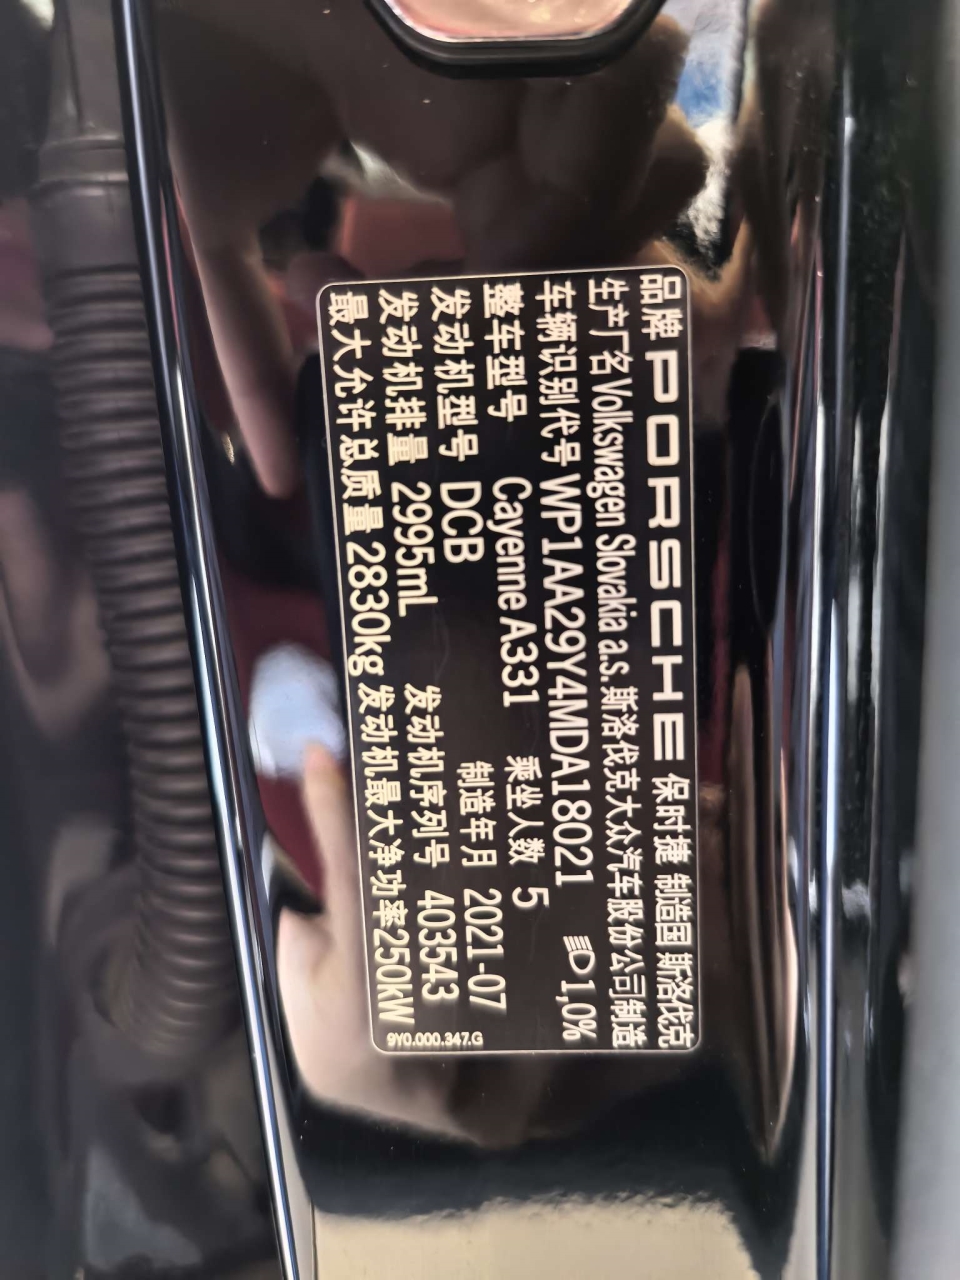 品牌 PORSCHE 保时捷 制造国 斯洛伐克
生产厂名 Volkswagen Slovakia a.s. 斯洛伐克大众汽车股份公司制造
车辆识别代号 WP1AA29Y4MDA18021 1,0%
整车型号 Cayenne A331 乘坐人数 5
发动机型号 DCB 制造年月 2021-07
发动机排量 2995mL 发动机序列号 403543
最大允许总质量 2830kg 发动机最大净功率250kW
9Y0.000.347.G